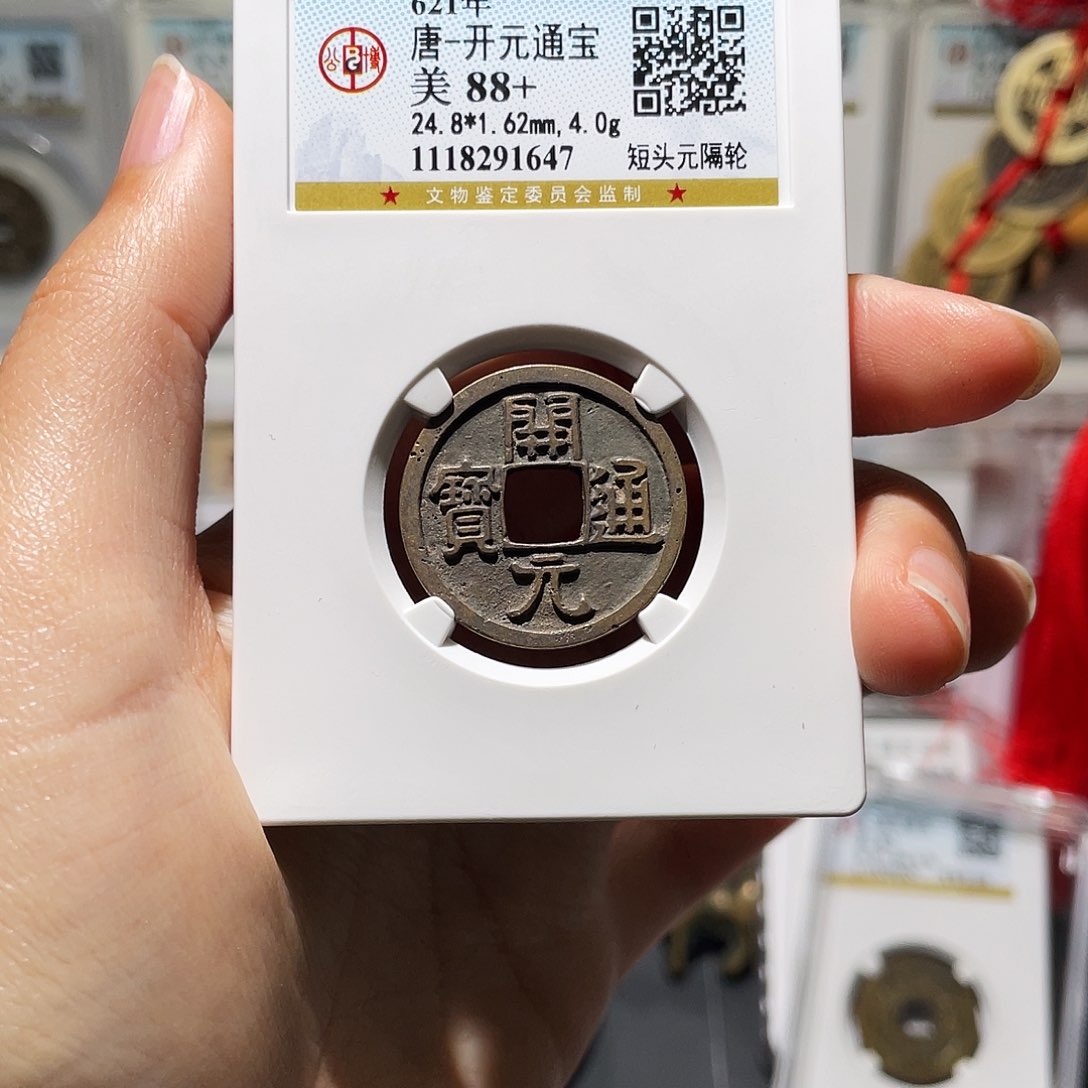 621年
唐-开元通宝
美 88+
24.8*1.62mm,4.0g
1118291647 短头元隔轮
★ 文物鉴定委员会监制 ★
開
寶 通
元